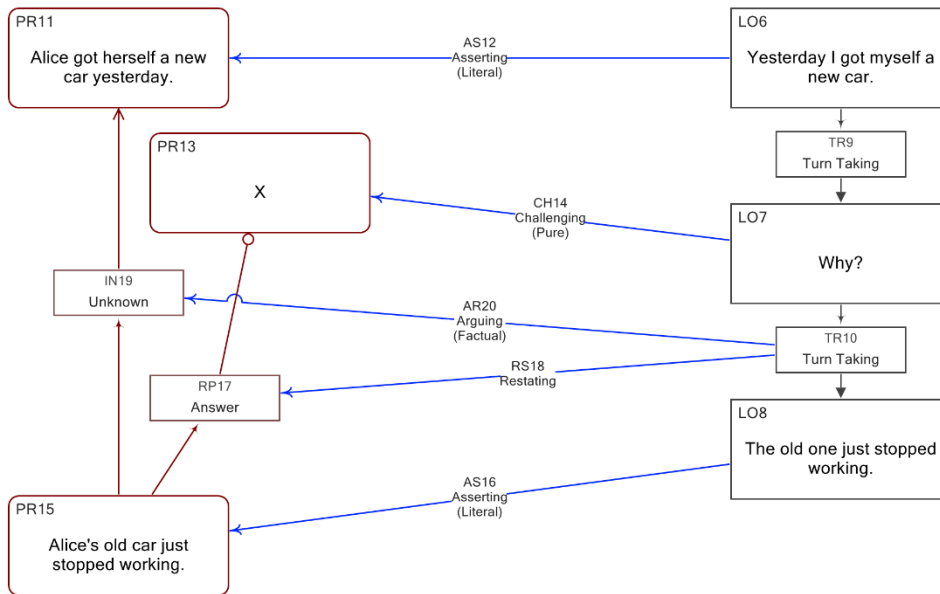 PR11
Alice got herself a new
car yesterday.
AS12
Asserting
(Literal)
LO6
Yesterday I got myself a
new car.
TR9
Turn Taking
PR13
X
CH14
Challenging
(Pure)
LO7
Why?
IN19
Unknown
AR20
Arguing
(Factual)
TR10
Turn Taking
RS18
Restating
RP17
Answer
LO8
The old one just stopped
working.
AS16
Asserting
(Literal)
PR15
Alice's old car just
stopped working.